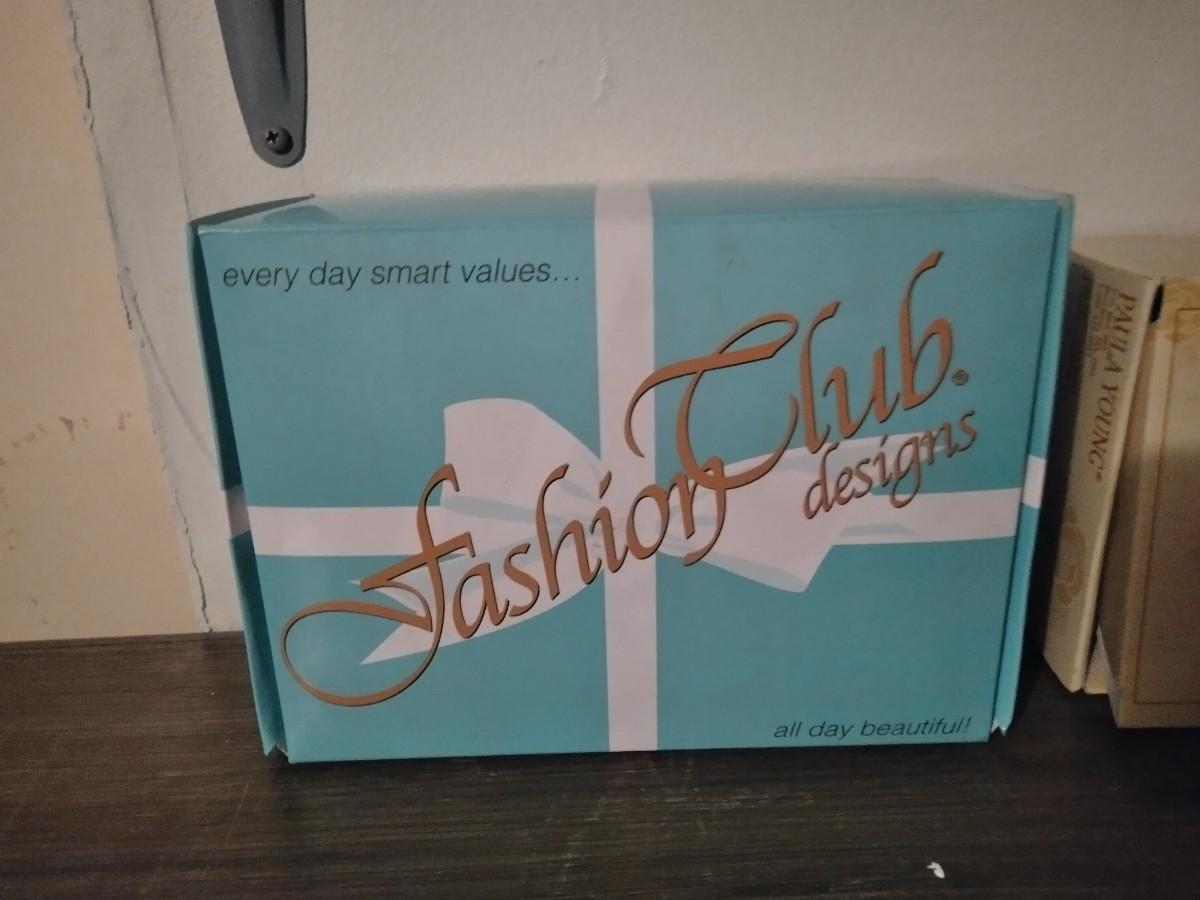 every day smart values...
Fashion Club®
designs
all day beautiful!
PAULA YOUNG®